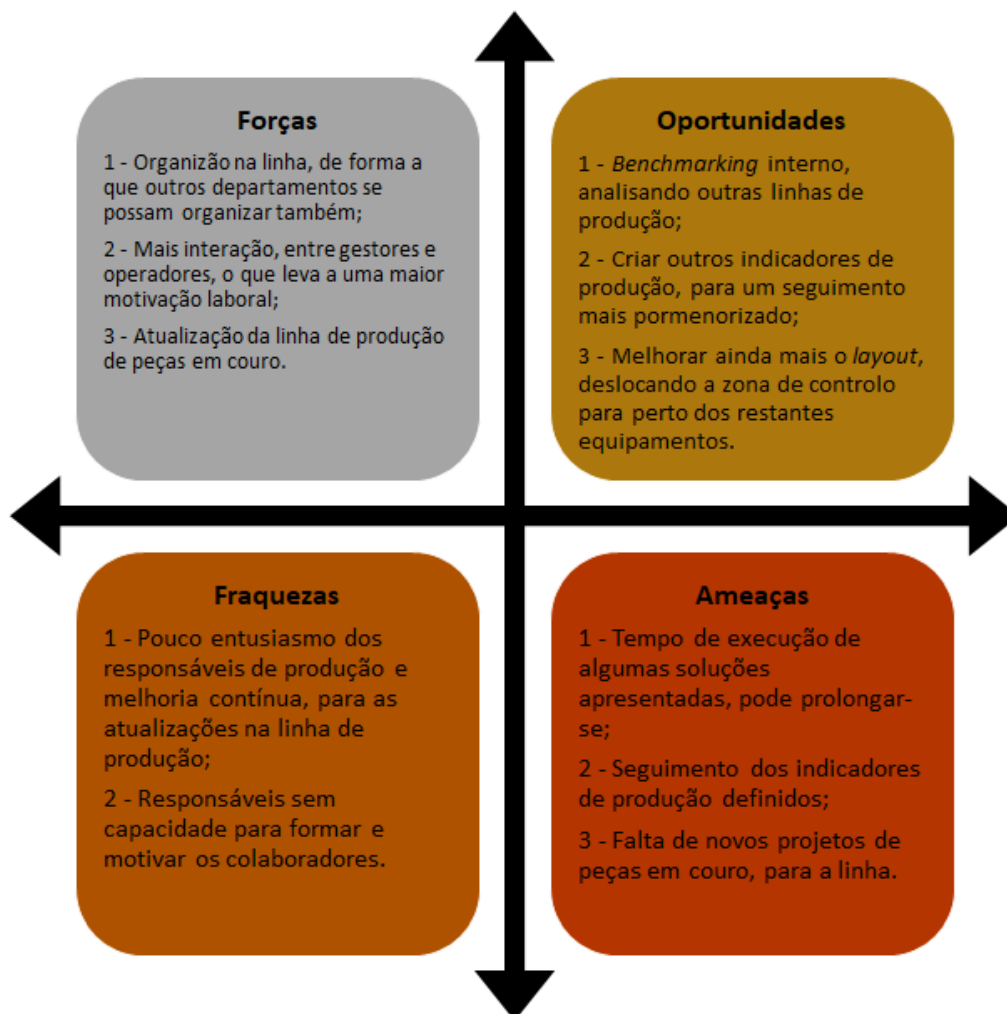 Forças
1 - Organizão na linha, de forma a
que outros departamentos se
possam organizar também;
2 - Mais interação, entre gestores e
operadores, o que leva a uma maior
motivação laboral;
3 - Atualização da linha de produção
de peças em couro.
Oportunidades
1 - Benchmarking interno,
analisando outras linhas de
produção;
2 - Criar outros indicadores de
produção, para um seguimento
mais pormenorizado;
3 - Melhorar ainda mais o layout,
deslocando a zona de controlo
para perto dos restantes
equipamentos.
Fraquezas
1 - Pouco entusiasmo dos
responsáveis de produção e
melhoria contínua, para as
atualizações na linha de
produção;
2 - Responsáveis sem
capacidade para formar e
motivar os colaboradores.
Ameaças
1 - Tempo de execução de
algumas soluções
apresentadas, pode prolongar-
se;
2 - Seguimento dos indicadores
de produção definidos;
3 - Falta de novos projetos de
peças em couro, para a linha.